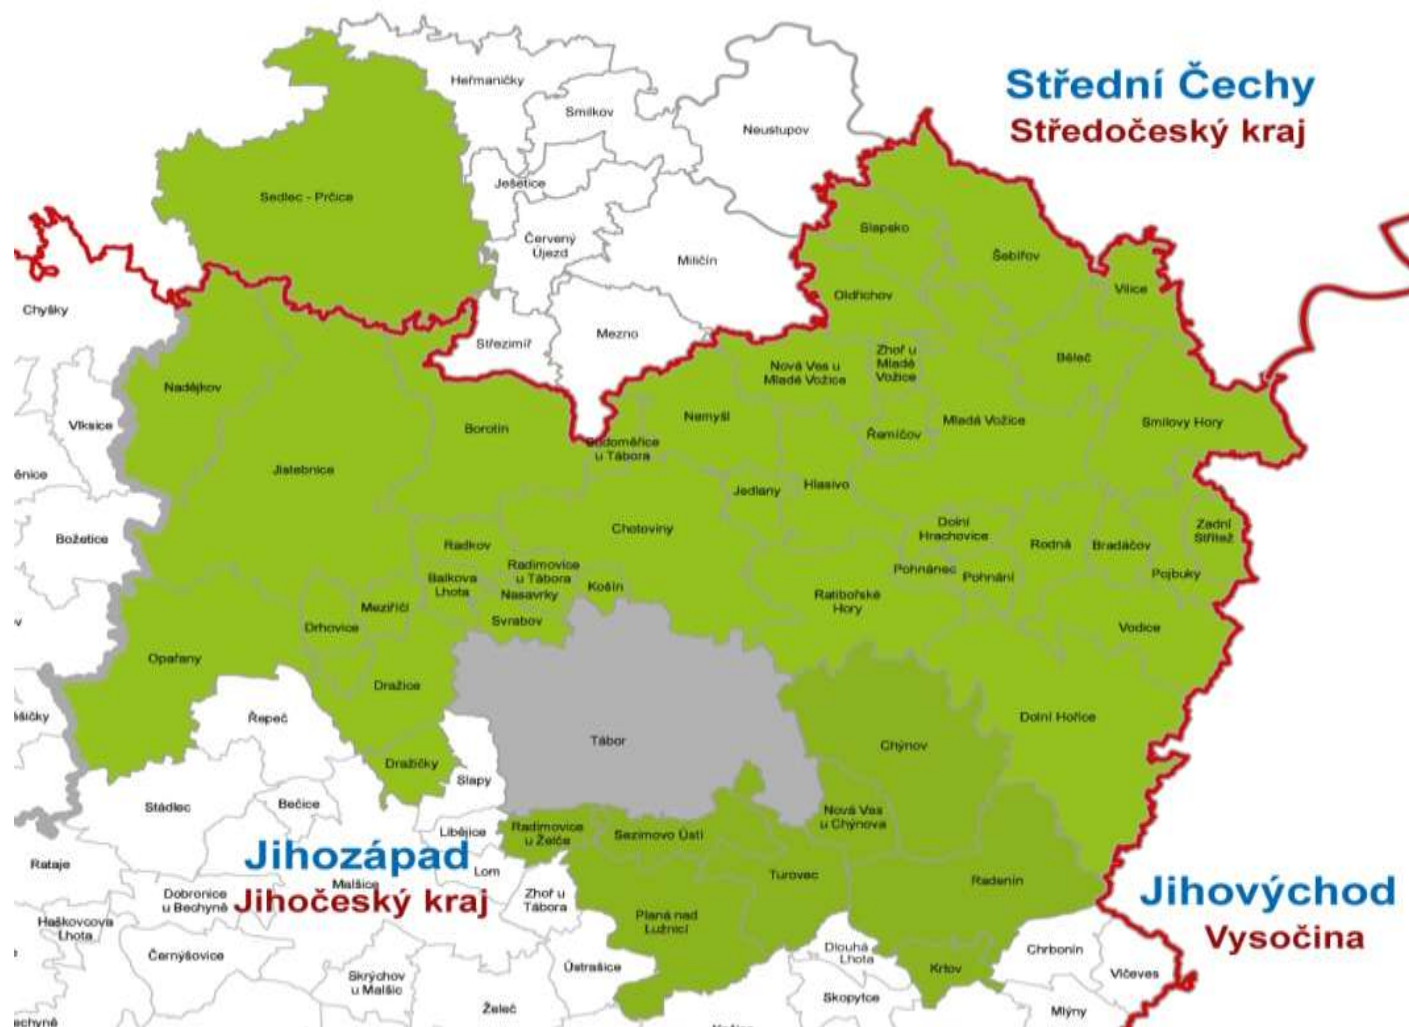 Heřmaničky
Smilkov
Neustupov
Střední Čechy
Středočeský kraj
Ješetice
Sedlec - Prčice
Červený
Újezd
Miličín
Slapsko
Šebířov
Oldřichov
Vilice
Chyšky
Střezimíř
Mezno
Nadějkov
Nová Ves u
Mladé Vožice
Zhoř u
Mladé
Vožice
Běleč
Vlksice
Borotín
Nemyšl
Řemíčov
Mladá Vožice
Smilovy Hory
u Tábora
Jistebnice
ěnice
Jedlany
Hlasivo
Božetice
Radkov
Chotoviny
Dolní
Hrachovice
Rodná
Bradáčov
Zadní
Střítež
Radimovice
u Tábora
Balkova
Lhota
Nasavrky
Košín
Pohnánec
Pohnání
Pojbuky
Drhovice
Meziříčí
Svrabov
Ratibořské
Hory
Vodice
Opařany
Dražice
Řepeč
Tábor
Chýnov
Dolní Hořice
Dražičky
Slapy
Stádlec
Bečice
Libějice
Radimovice
u Želče
Sezimovo Ústí
Nová Ves
u Chýnova
Jihozápad
Jihočeský kraj
Rataje
Malšice
Lom
Dobronice
u Bechyně
Zhoř u
Tábora
Turovec
Radenín
Jihovýchod
Vysočina
Haškovcova
Lhota
Planá nad
Lužnicí
Černýšovice
Skrýchov
u Malšic
Ústrašice
Dlouhá
Lhota
Krtov
Chrbonín
Vlčeves
Želeč
Skopytce
Mlýny
echyně